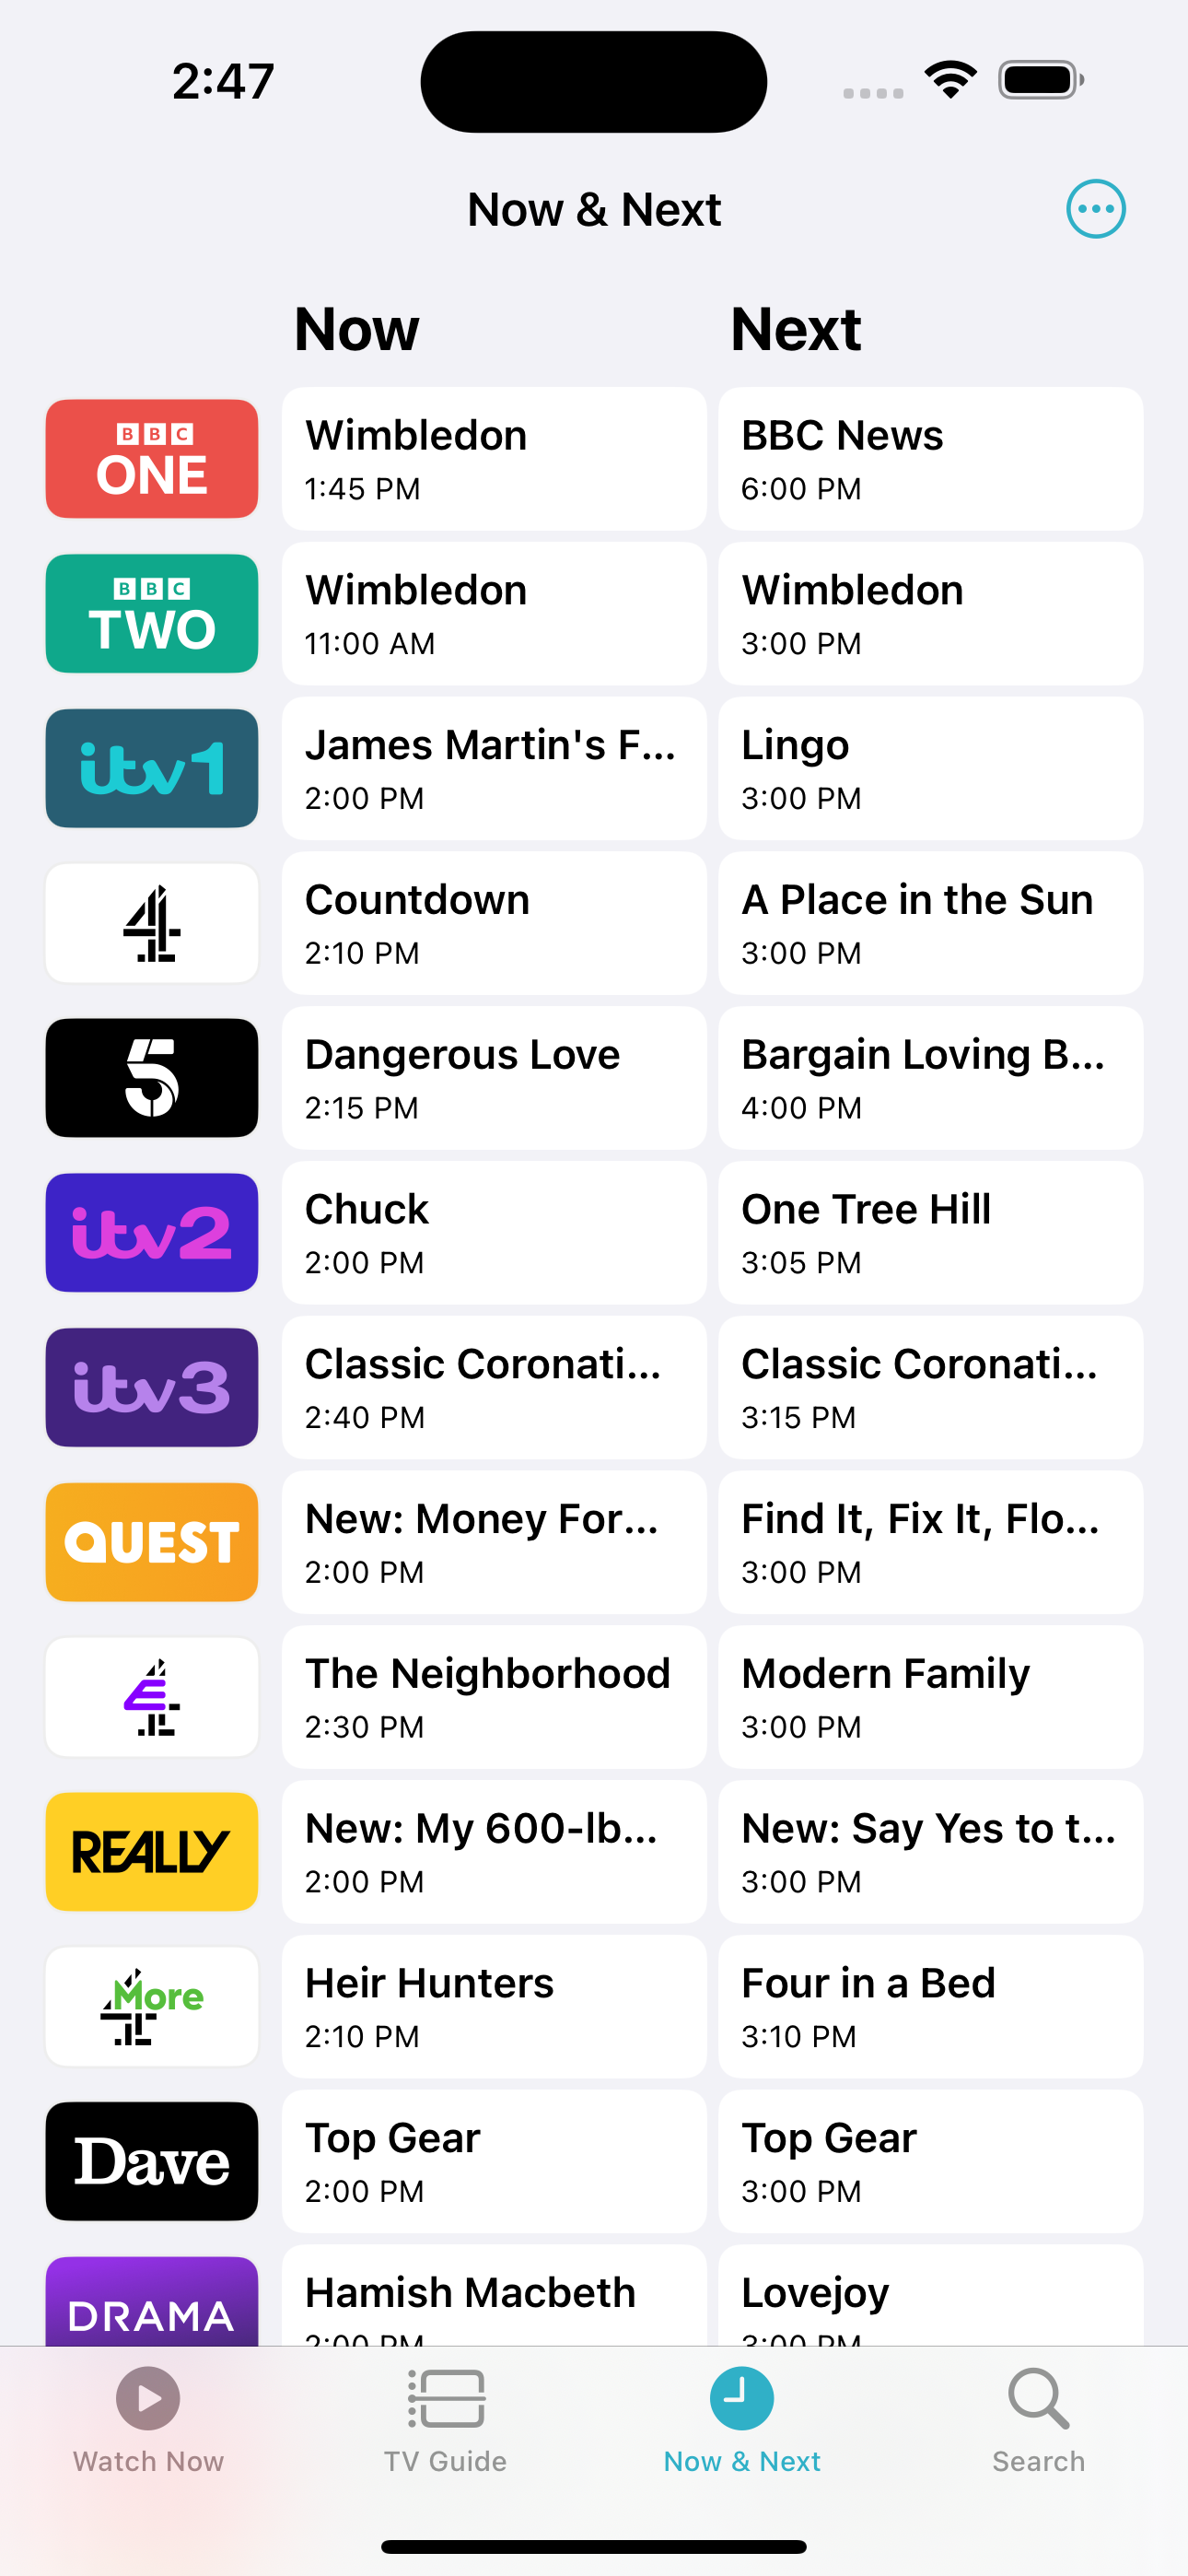 2:47
Now & Next
Now Next
BBC ONE
Wimbledon
1:45 PM
BBC News
6:00 PM
BBC TWO
Wimbledon
11:00 AM
Wimbledon
3:00 PM
itv1
James Martin's F...
2:00 PM
Lingo
3:00 PM
4
Countdown
2:10 PM
A Place in the Sun
3:00 PM
5
Dangerous Love
2:15 PM
Bargain Loving B...
4:00 PM
itv2
Chuck
2:00 PM
One Tree Hill
3:05 PM
itv3
Classic Coronati...
2:40 PM
Classic Coronati...
3:15 PM
QUEST
New: Money For...
2:00 PM
Find It, Fix It, Flo...
3:00 PM
E4
The Neighborhood
2:30 PM
Modern Family
3:00 PM
REALLY
New: My 600-lb...
2:00 PM
New: Say Yes to t...
3:00 PM
More 4
Heir Hunters
2:10 PM
Four in a Bed
3:10 PM
Dave
Top Gear
2:00 PM
Top Gear
3:00 PM
DRAMA
Hamish Macbeth
2:00 PM
Lovejoy
3:00 PM
Watch Now
TV Guide
Now & Next
Search